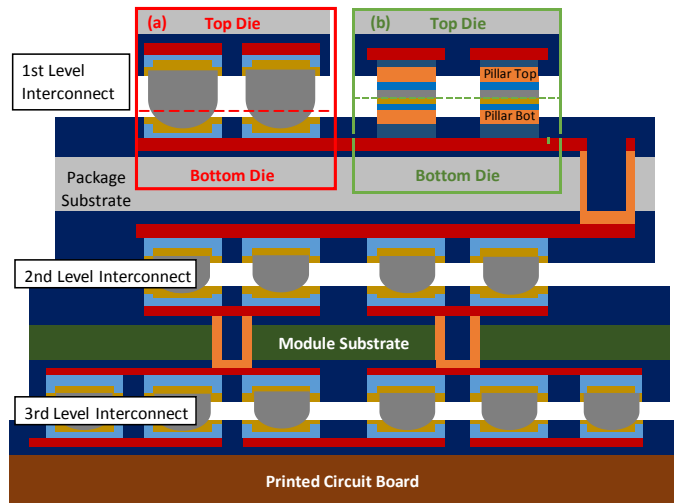 (a)
Top Die
(b)
Top Die
1st Level
Interconnect
Pillar Top
Pillar Bot
Bottom Die
Bottom Die
Package
Substrate
2nd Level Interconnect
Module Substrate
3rd Level Interconnect
Printed Circuit Board